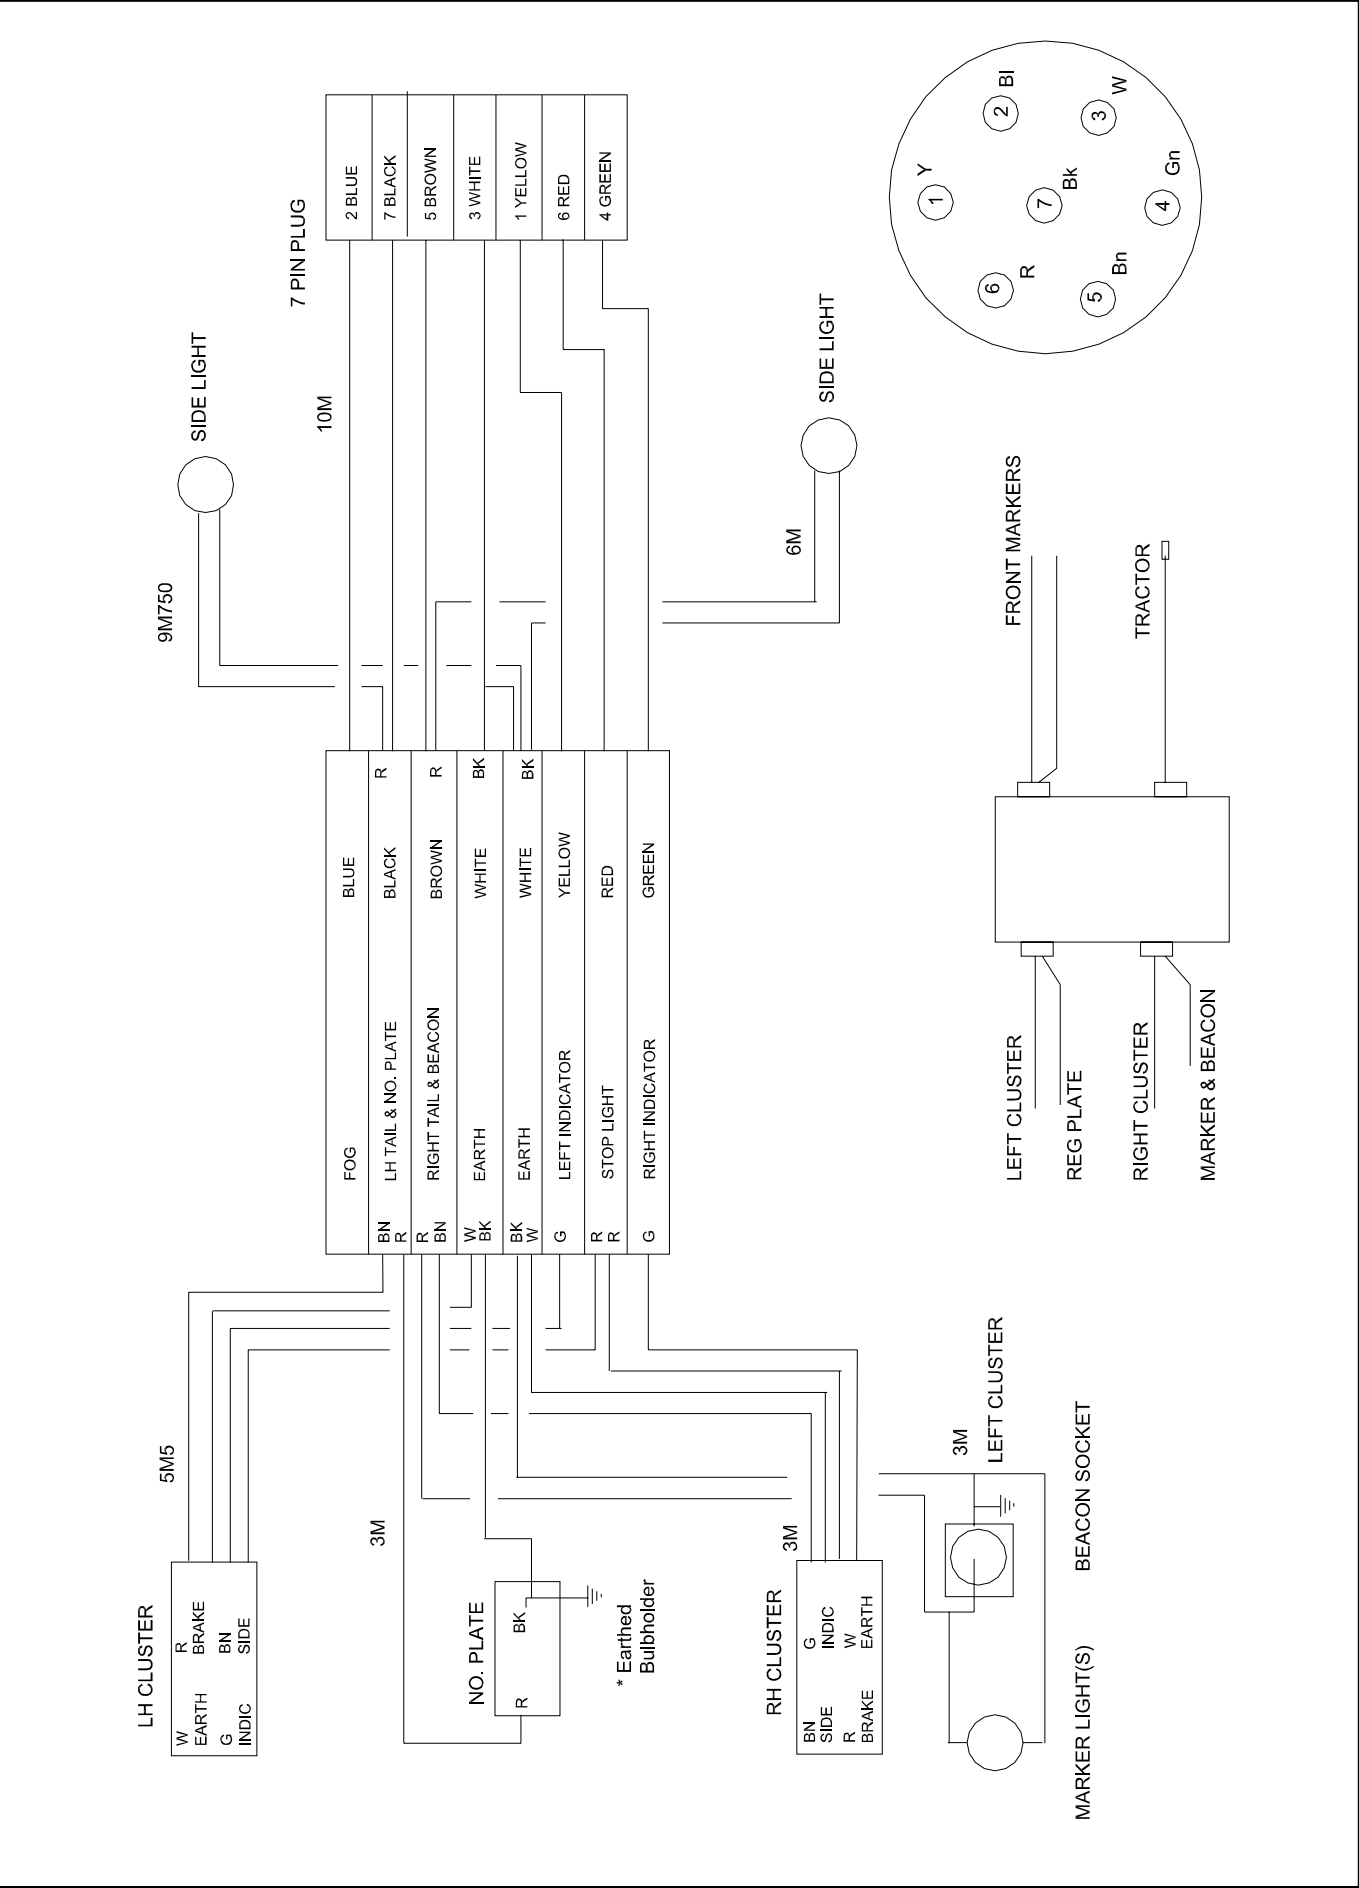 7 PIN PLUG
2 BLUE
7 BLACK
5 BROWN
3 WHITE
1 YELLOW
6 RED
4 GREEN
10M
SIDE LIGHT
9M750
SIDE LIGHT
6M
1
Y
2
Bl
3
W
4
Gn
5
Bn
6
R
7
Bk
FOG
BLUE
BN
R
LH TAIL & NO. PLATE
BLACK
R
R
BN
RIGHT TAIL & BEACON
BROWN
R
W
BK
EARTH
WHITE
BK
BK
W
EARTH
WHITE
BK
G
LEFT INDICATOR
YELLOW
R
R
STOP LIGHT
RED
G
RIGHT INDICATOR
GREEN
FRONT MARKERS
TRACTOR
LEFT CLUSTER
REG PLATE
RIGHT CLUSTER
MARKER & BEACON
5M5
LH CLUSTER
W
R
EARTH
BRAKE
G
BN
INDIC
SIDE
3M
NO. PLATE
R
BK
* Earthed
Bulbholder
3M
RH CLUSTER
BN
G
SIDE
INDIC
R
W
BRAKE
EARTH
3M
LEFT CLUSTER
BEACON SOCKET
MARKER LIGHT(S)